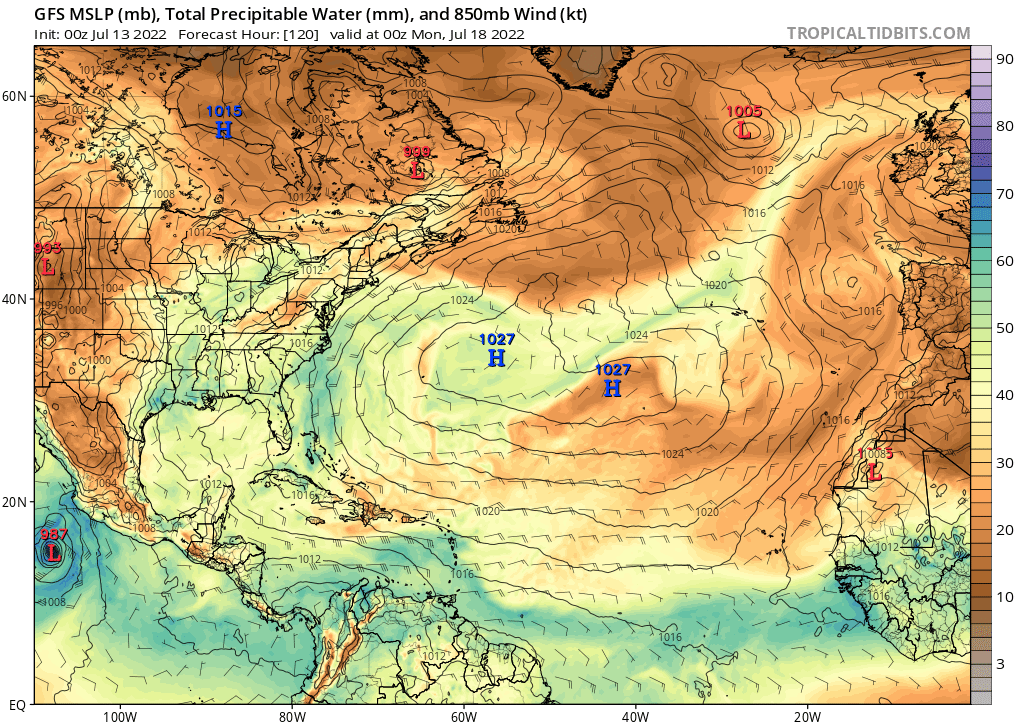 GFS MSLP (mb), Total Precipitable Water (mm), and 850mb Wind (kt)
Init: 00z Jul 13 2022 Forecast Hour: [120] valid at 00z Mon, Jul 18 2022
TROPICALTIDBITS.COM
90
80
70
60
50
40
30
20
10
3
60N
40N
20N
EQ
100W
80W
60W
40W
20W
1015
H
999
L
1005
L
993
L
1027
H
1027
H
L
987
L
1012
1004
1008
1004
1008
1012
1008
1008
1016
1020
1012
1016
1016
1020
1012
1012
1004
996
1000
1000
1012
1016
1024
1024
1020
1016
1012
1016
1024
1020
1020
1016
1012
1004
1008
1012
1016
1008
1016
1012
1012
1016